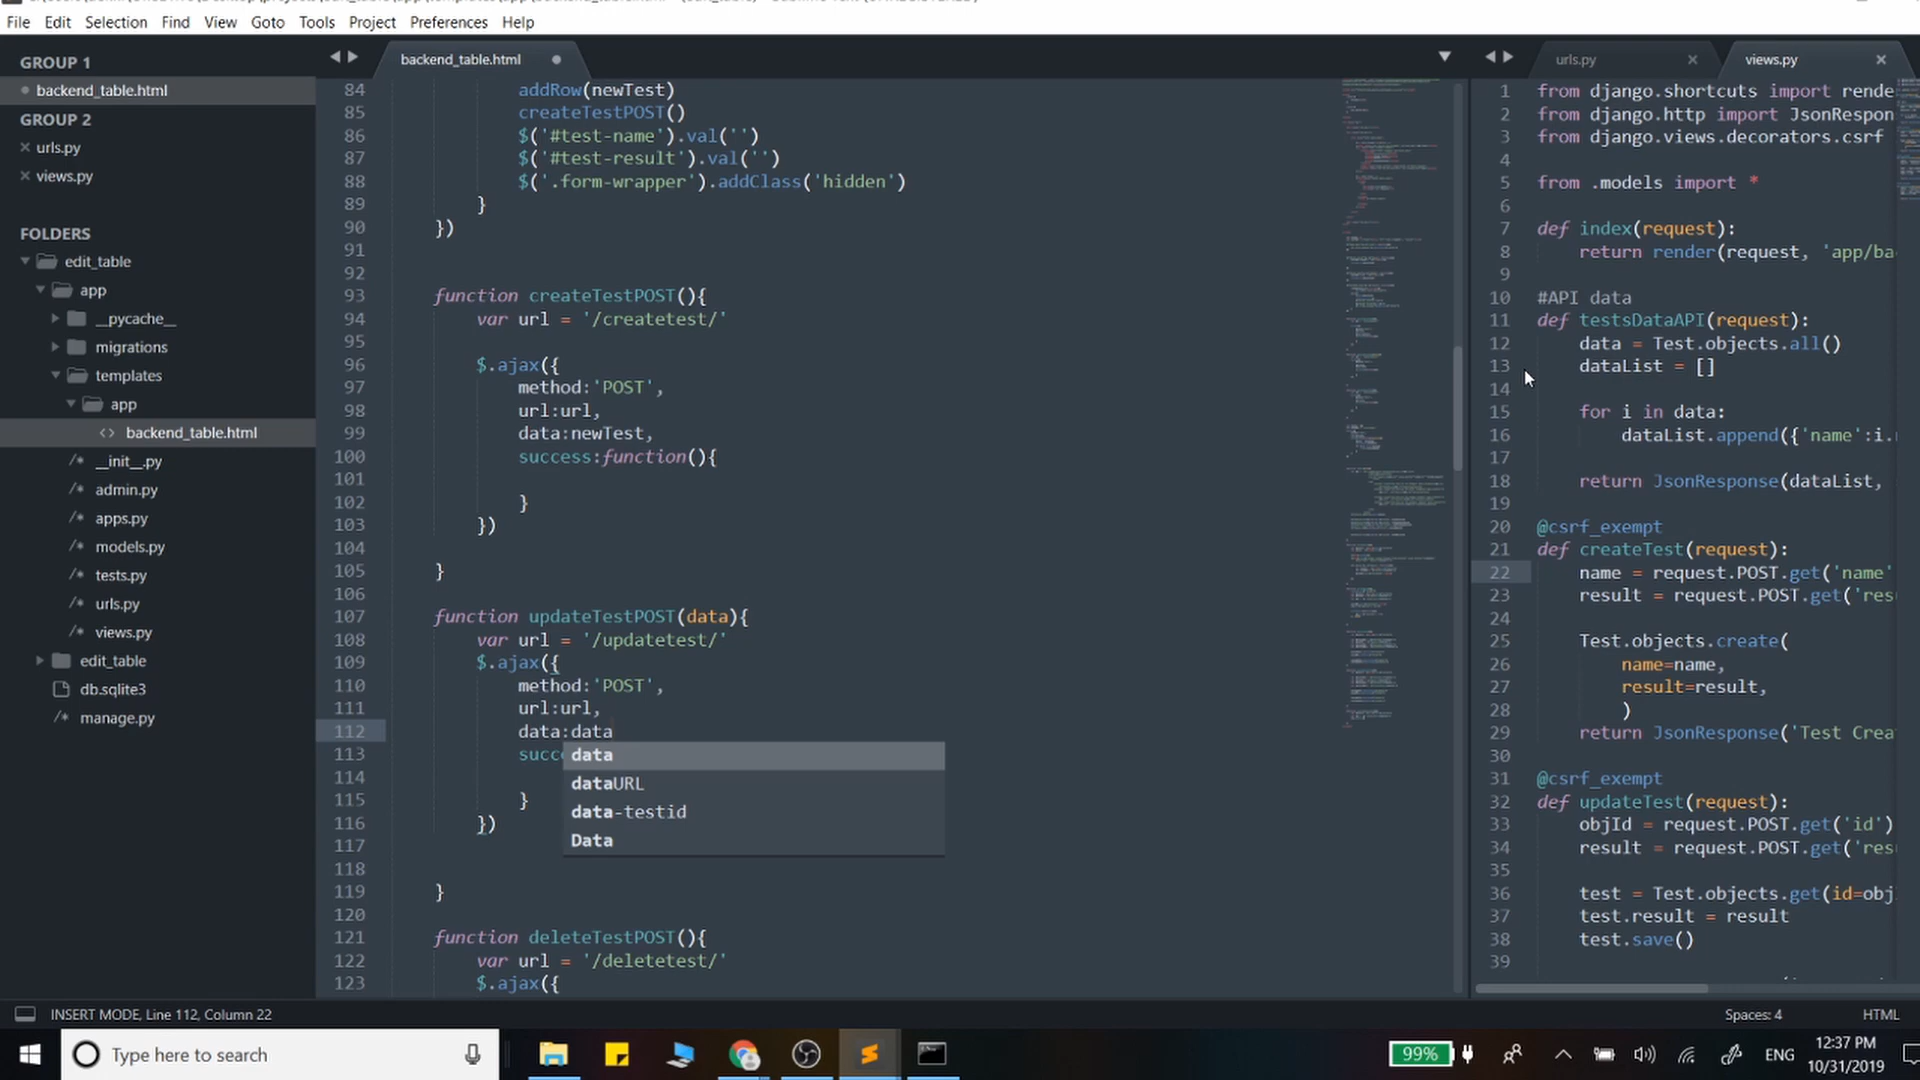 File Edit Selection Find View Goto Tools Project Preferences Help
GROUP 1
backend_table.html
GROUP 2
urls.py
views.py
FOLDERS
edit_table
app
__pycache__
migrations
templates
app
backend_table.html
__init__.py
admin.py
apps.py
models.py
tests.py
urls.py
views.py
edit_table
db.sqlite3
manage.py
backend_table.html
84 addRow(newTest)
85 createTestPOST()
86 $('#test-name').val('')
87 $('#test-result').val('')
88 $('.form-wrapper').addClass('hidden')
89 }
90 })
91
92
93 function createTestPOST(){
94 var url = '/createtest/'
95
96 $.ajax({
97 method:'POST',
98 url:url,
99 data:newTest,
100 success:function(){
101
102 }
103 })
104
105 }
106
107 function updateTestPOST(data){
108 var url = '/updatetest/'
109 $.ajax({
110 method:'POST',
111 url:url,
112 data:data
113 succ
114
115 }
116 })
117
118
119 }
120
121 function deleteTestPOST(){
122 var url = '/deletetest/'
123 $.ajax({
data
dataURL
data-testid
Data
urls.py
views.py
1 from django.shortcuts import rende
2 from django.http import JsonRespon
3 from django.views.decorators.csrf
4
5 from .models import *
6
7 def index(request):
8 return render(request, 'app/ba
9
10 #API data
11 def testsDataAPI(request):
12 data = Test.objects.all()
13 dataList = []
14
15 for i in data:
16 dataList.append({'name':i.
17
18 return JsonResponse(dataList,
19
20 @csrf_exempt
21 def createTest(request):
22 name = request.POST.get('name'
23 result = request.POST.get('res
24
25 Test.objects.create(
26 name=name,
27 result=result,
28 )
29 return JsonResponse('Test Crea
30
31 @csrf_exempt
32 def updateTest(request):
33 objId = request.POST.get('id')
34 result = request.POST.get('res
35
36 test = Test.objects.get(id=obj
37 test.result = result
38 test.save()
39
INSERT MODE, Line 112, Column 22
Spaces: 4
HTML
Type here to search
99%
ENG
12:37 PM
10/31/2019